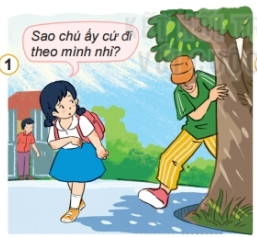 Sao chú ấy cứ đi
theo mình nhỉ?
1